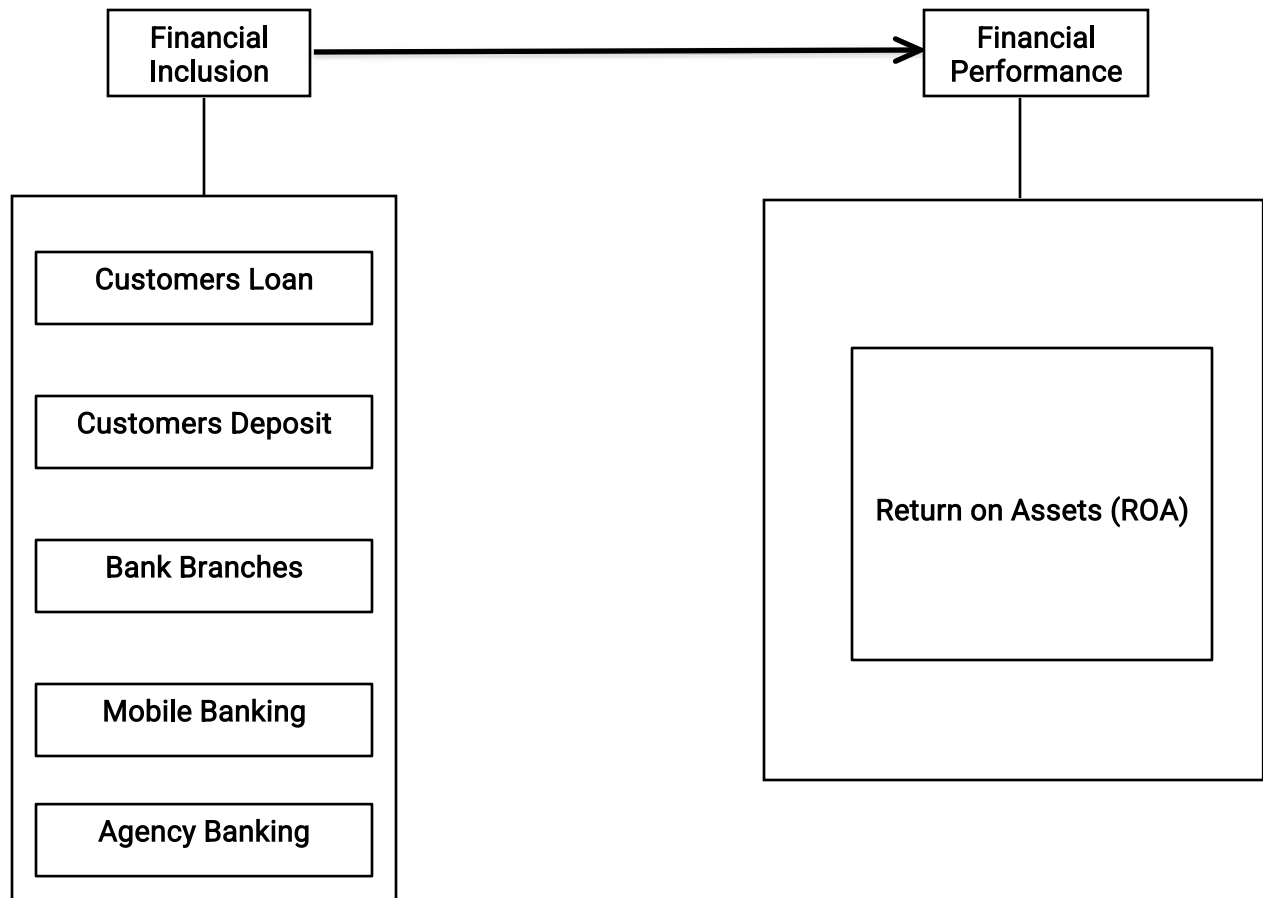 Financial
Inclusion
Financial
Performance
Customers Loan
Customers Deposit
Bank Branches
Mobile Banking
Agency Banking
Return on Assets (ROA)